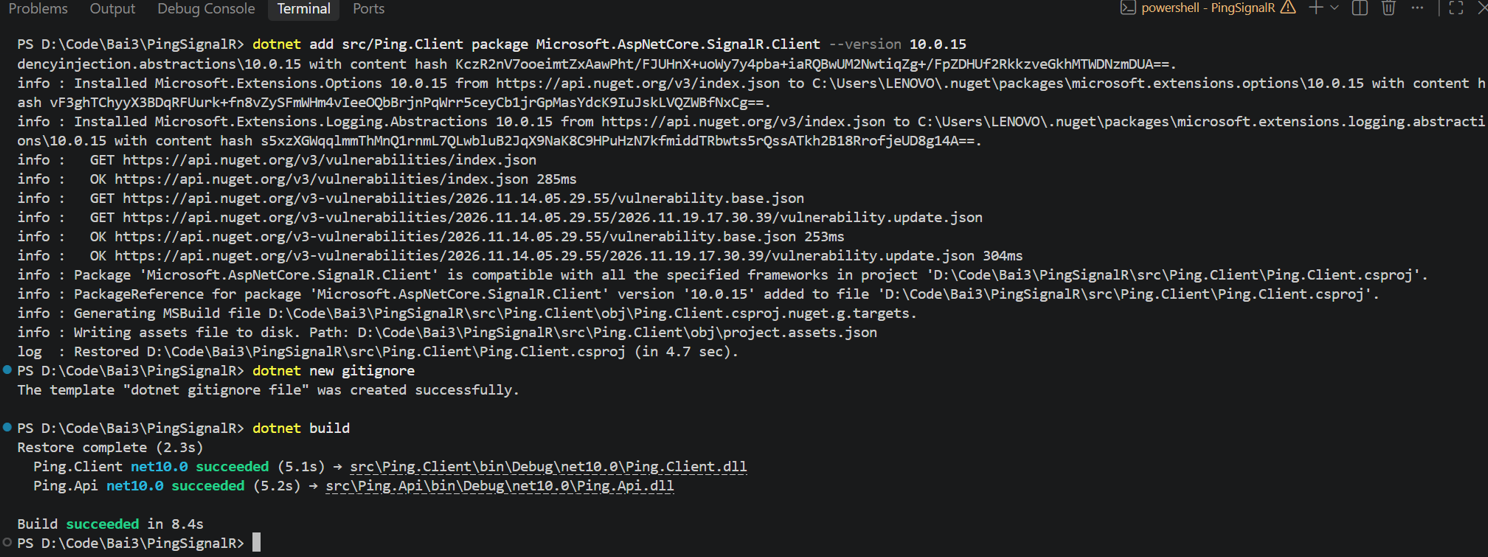 Problems Output Debug Console Terminal Ports powershell - PingSignalR
PS D:\Code\Bai3\PingSignalR> dotnet add src/Ping.Client package Microsoft.AspNetCore.SignalR.Client --version 10.0.15
dencyinjection.abstractions\10.0.15 with content hash KczR2nV7ooeimtZxAawPht/FJUHnX+uoWy7y4pba+iaRQBwUM2NwtiqZg+/FpZDHUf2RkkzveGkhMTWDNzmDUA==.
info : Installed Microsoft.Extensions.Options 10.0.15 from https://api.nuget.org/v3/index.json to C:\Users\LENOVO\.nuget\packages\microsoft.extensions.options\10.0.15 with content h
ash vF3ghTChyyX3BDqRFUurk+fn8vZySFmWHm4vIeeOQbBrjnPqWrr5ceyCb1jrGpMasYdcK9IuJskLVQZWBfNxCg==.
info : Installed Microsoft.Extensions.Logging.Abstractions 10.0.15 from https://api.nuget.org/v3/index.json to C:\Users\LENOVO\.nuget\packages\microsoft.extensions.logging.abstracti
ons\10.0.15 with content hash s5xzXGWqqlmmThMnQ1rnmL7QLwbluB2JqX9NaK8C9HPuHzN7kfmiddTRbwts5rQssATkh2B18RrofjeUD8g14A==.
info :   GET https://api.nuget.org/v3/vulnerabilities/index.json
info :   OK https://api.nuget.org/v3/vulnerabilities/index.json 285ms
info :   GET https://api.nuget.org/v3-vulnerabilities/2026.11.14.05.29.55/vulnerability.base.json
info :   GET https://api.nuget.org/v3-vulnerabilities/2026.11.14.05.29.55/2026.11.19.17.30.39/vulnerability.update.json
info :   OK https://api.nuget.org/v3-vulnerabilities/2026.11.14.05.29.55/vulnerability.base.json 253ms
info :   OK https://api.nuget.org/v3-vulnerabilities/2026.11.14.05.29.55/2026.11.19.17.30.39/vulnerability.update.json 304ms
info : Package 'Microsoft.AspNetCore.SignalR.Client' is compatible with all the specified frameworks in project 'D:\Code\Bai3\PingSignalR\src\Ping.Client\Ping.Client.csproj'.
info : PackageReference for package 'Microsoft.AspNetCore.SignalR.Client' version '10.0.15' added to file 'D:\Code\Bai3\PingSignalR\src\Ping.Client\Ping.Client.csproj'.
info : Generating MSBuild file D:\Code\Bai3\PingSignalR\src\Ping.Client\obj\Ping.Client.csproj.nuget.g.targets.
info : Writing assets file to disk. Path: D:\Code\Bai3\PingSignalR\src\Ping.Client\obj\project.assets.json
log  : Restored D:\Code\Bai3\PingSignalR\src\Ping.Client\Ping.Client.csproj (in 4.7 sec).
PS D:\Code\Bai3\PingSignalR> dotnet new gitignore
The template "dotnet gitignore file" was created successfully.
PS D:\Code\Bai3\PingSignalR> dotnet build
Restore complete (2.3s)
  Ping.Client net10.0 succeeded (5.1s) → src\Ping.Client\bin\Debug\net10.0\Ping.Client.dll
  Ping.Api net10.0 succeeded (5.2s) → src\Ping.Api\bin\Debug\net10.0\Ping.Api.dll
Build succeeded in 8.4s
PS D:\Code\Bai3\PingSignalR>